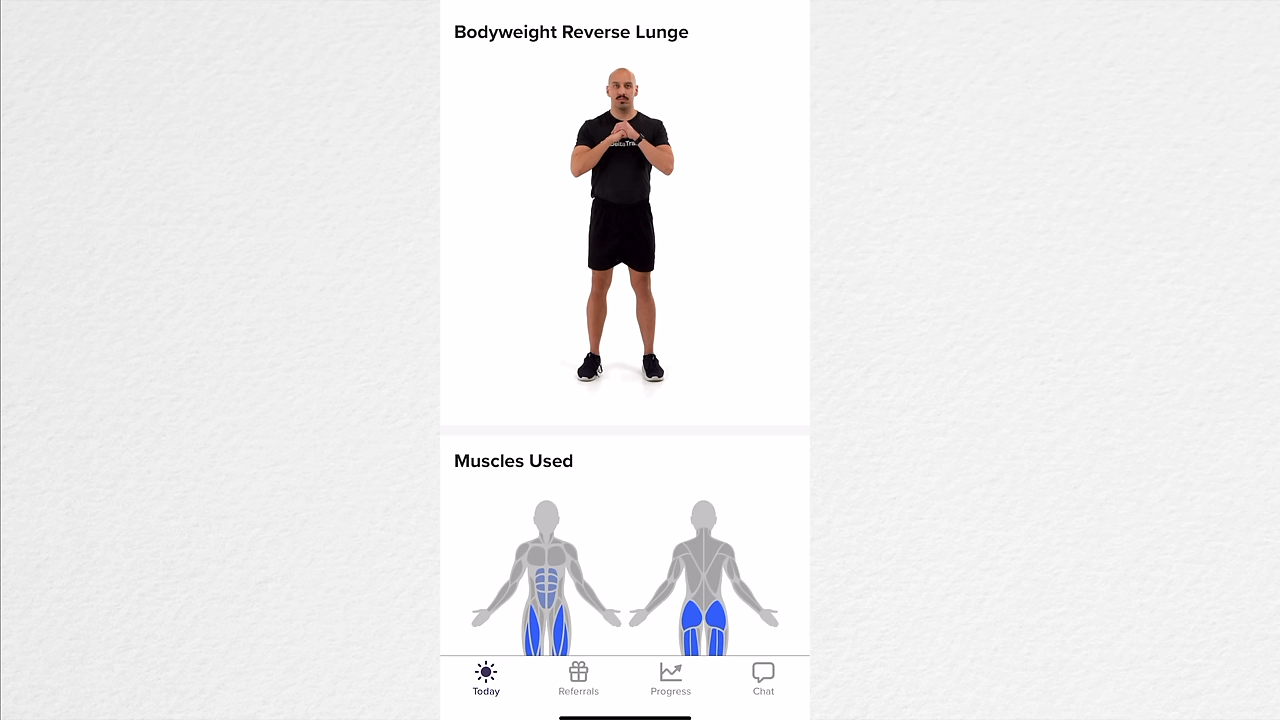 Bodyweight Reverse Lunge
Muscles Used
Today
Referrals
Progress
Chat